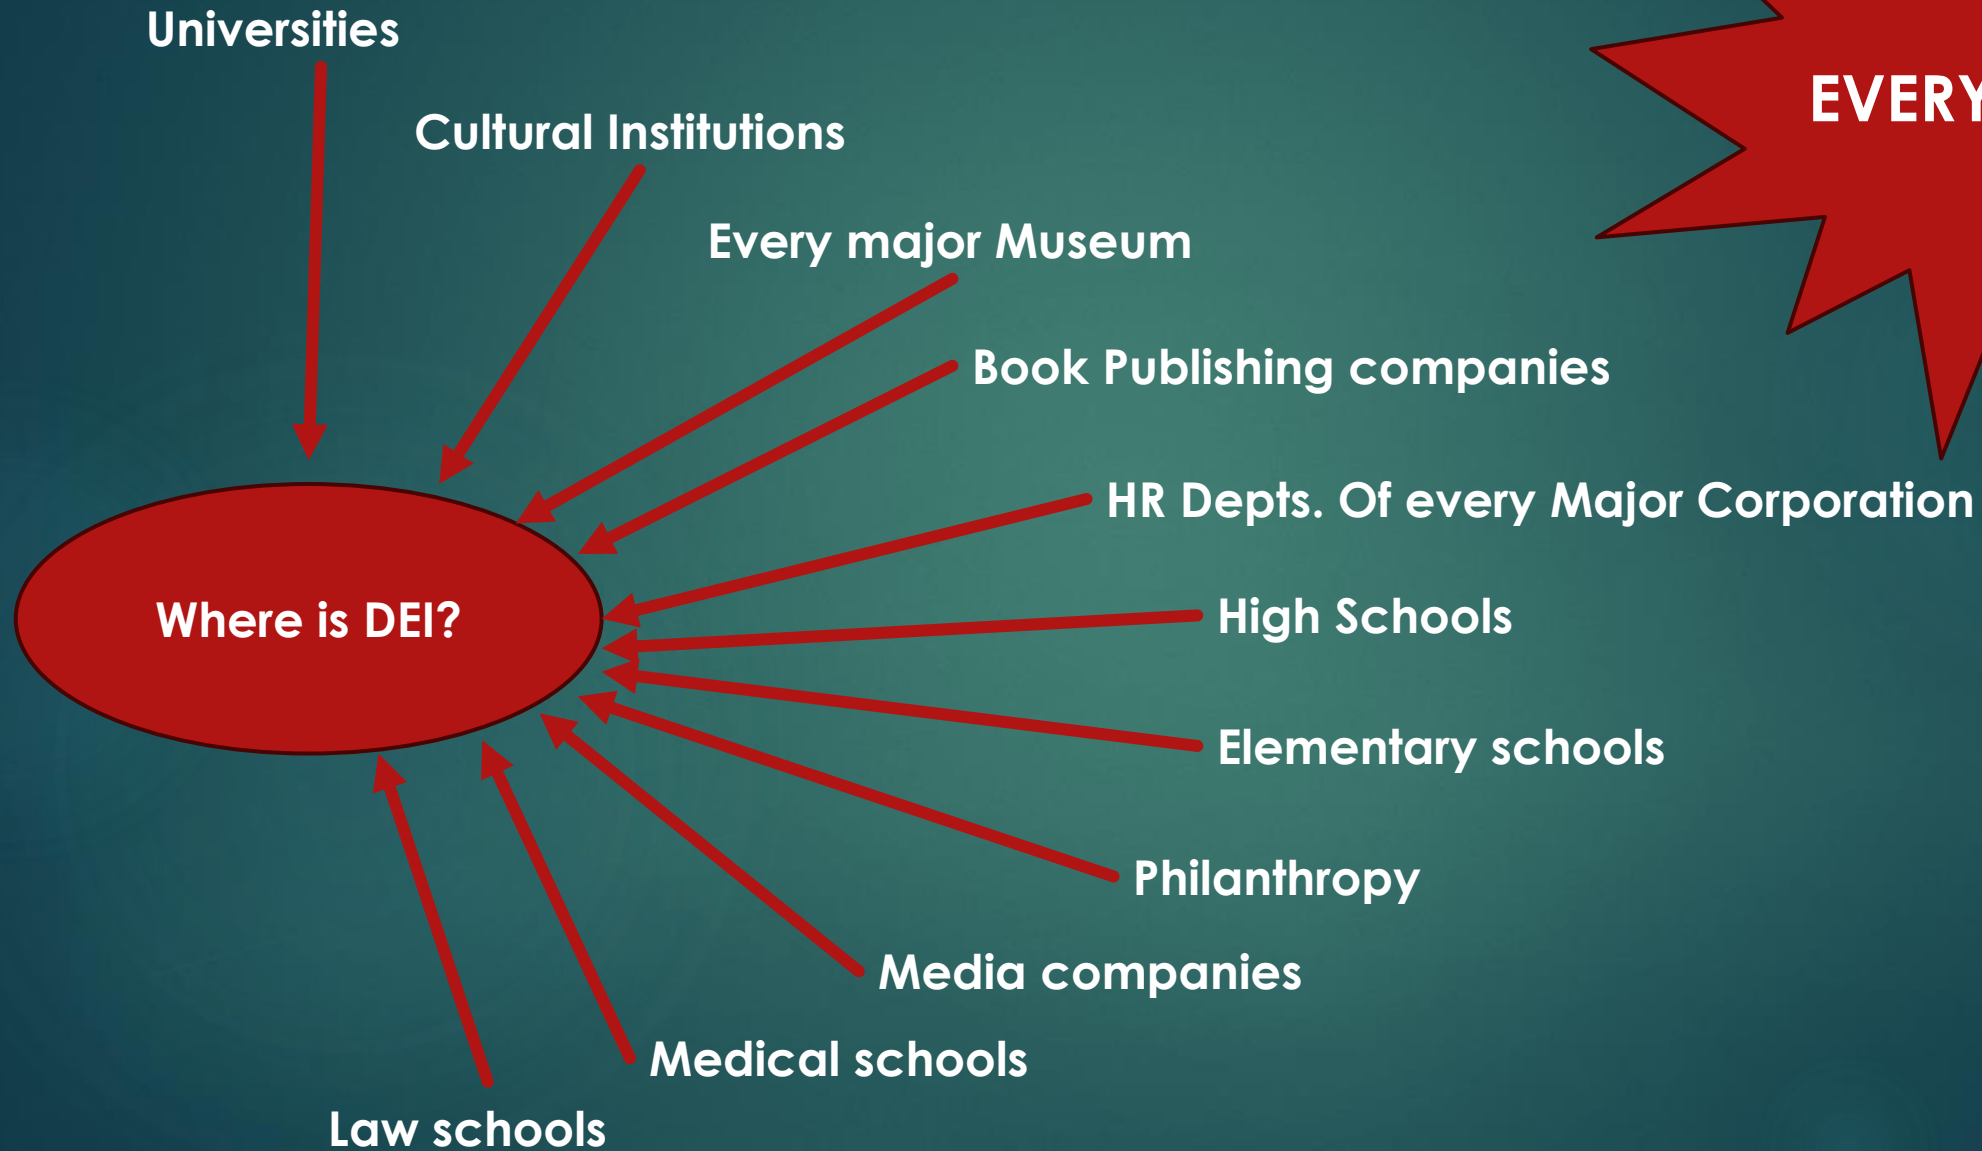 Universities
Cultural Institutions
EVERY
Every major Museum
Book Publishing companies
HR Depts. Of every Major Corporation
Where is DEI?
High Schools
Elementary schools
Philanthropy
Media companies
Medical schools
Law schools